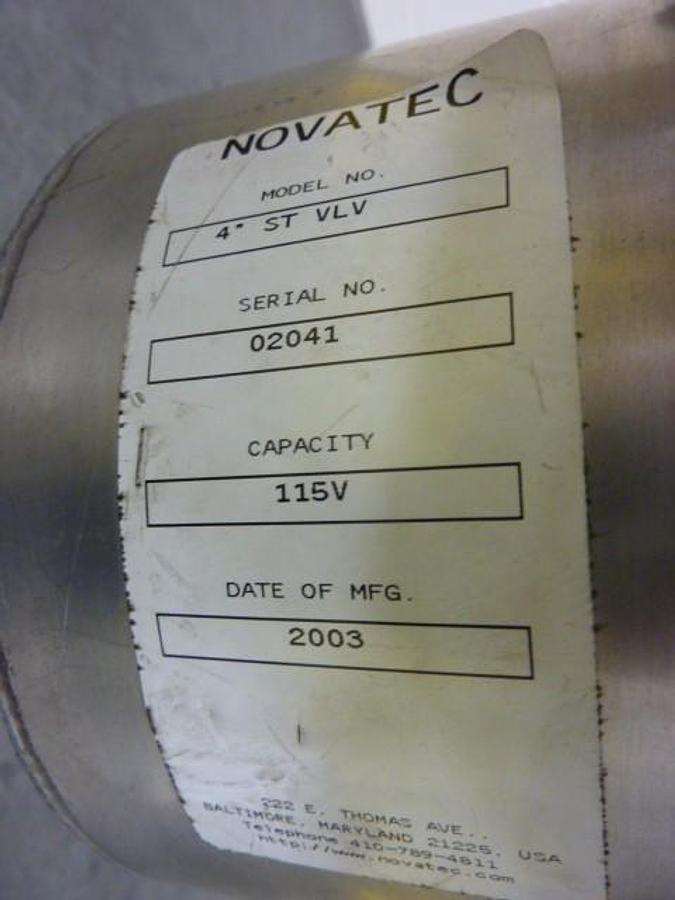 NOVATEC
MODEL NO.
4" ST VLV
SERIAL NO.
02041
CAPACITY
115V
DATE OF MFG.
2003
222 E. THOMAS AVE..
BALTIMORE, MARYLAND 21225, USA
Telephone 410-789-4811
http://www.novatec.com